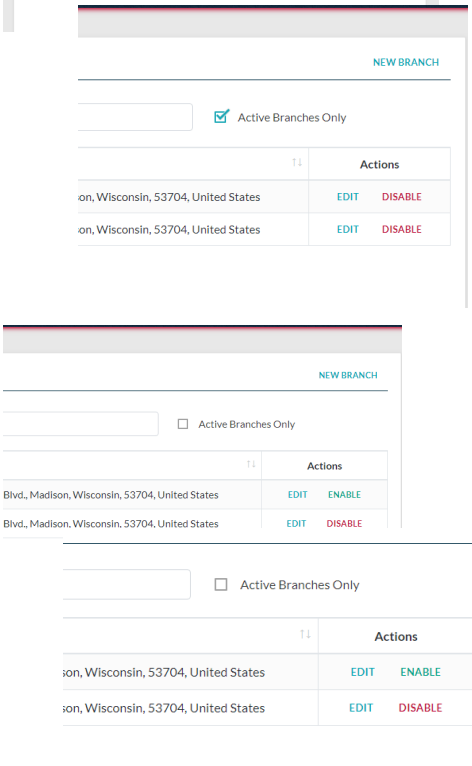 NEW BRANCH
Active Branches Only
↑↓ Actions
on, Wisconsin, 53704, United States EDIT DISABLE
on, Wisconsin, 53704, United States EDIT DISABLE
NEW BRANCH
Active Branches Only
↑↓ Actions
Blvd., Madison, Wisconsin, 53704, United States EDIT ENABLE
Blvd., Madison, Wisconsin, 53704, United States EDIT DISABLE
Active Branches Only
↑↓ Actions
son, Wisconsin, 53704, United States EDIT ENABLE
son, Wisconsin, 53704, United States EDIT DISABLE